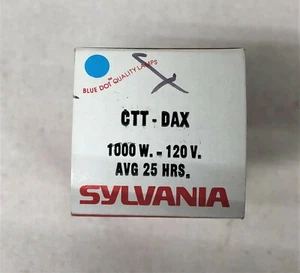 BLUE DOT QUALITY LAMPS
CTT - DAX
1000 W. - 120 V.
AVG 25 HRS.
SYLVANIA